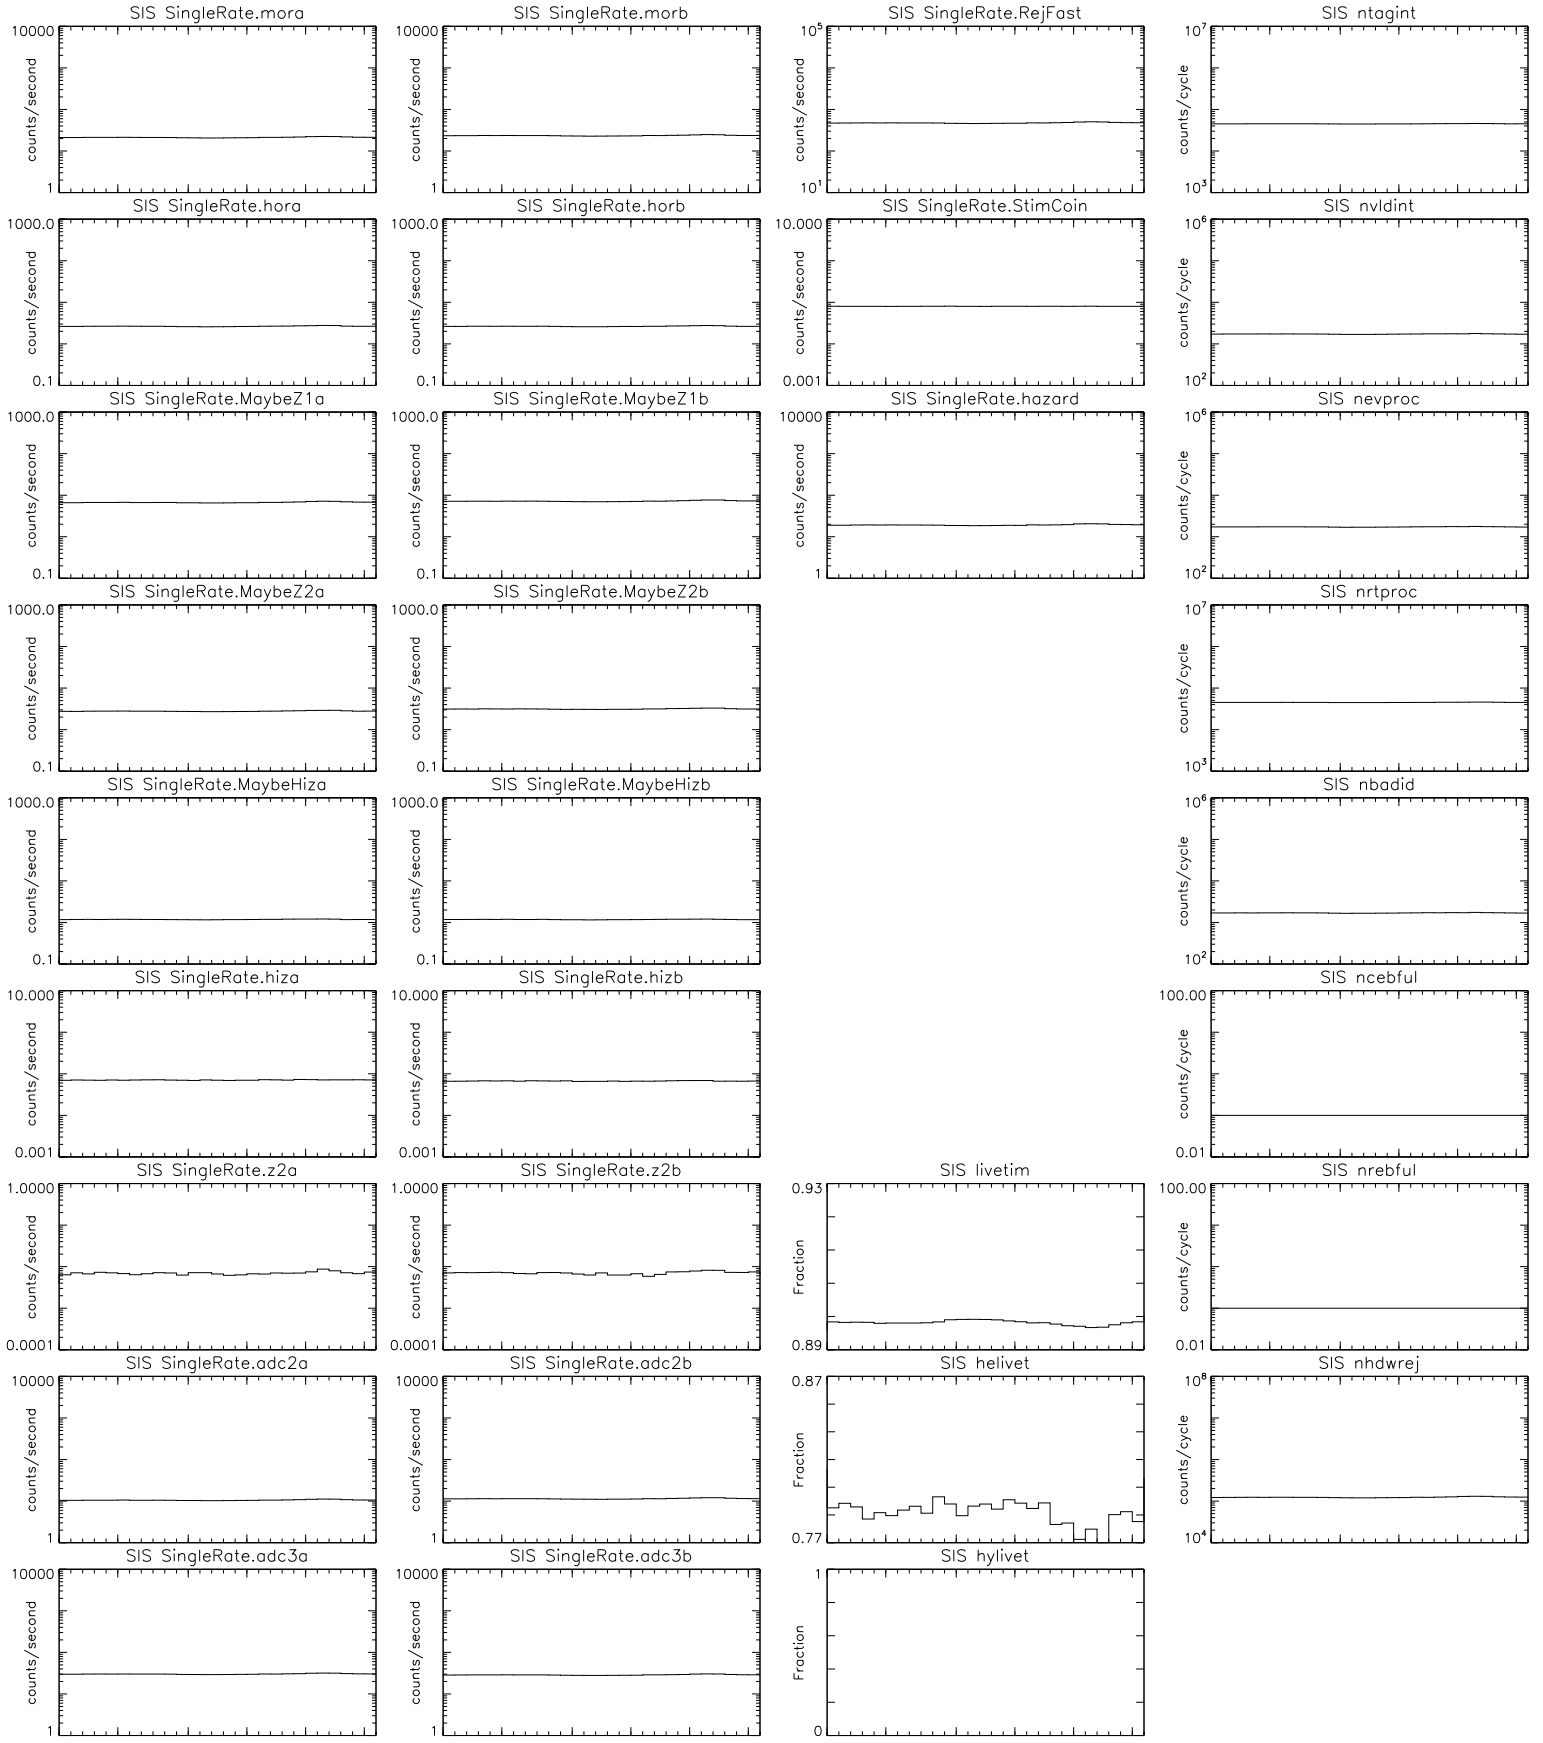 SIS SingleRate.mora
10000
counts/second
1
SIS SingleRate.morb
10000
counts/second
1
SIS SingleRate.RejFast
10^5
counts/second
10^1
SIS ntagint
10^7
counts/cycle
10^3
SIS SingleRate.hora
1000.0
counts/second
0.1
SIS SingleRate.horb
1000.0
counts/second
0.1
SIS SingleRate.StimCoin
10.000
counts/second
0.001
SIS nvldint
10^6
counts/cycle
10^2
SIS SingleRate.MaybeZ1a
1000.0
counts/second
0.1
SIS SingleRate.MaybeZ1b
1000.0
counts/second
0.1
SIS SingleRate.hazard
10000
counts/second
1
SIS nevproc
10^6
counts/cycle
10^2
SIS SingleRate.MaybeZ2a
1000.0
counts/second
0.1
SIS SingleRate.MaybeZ2b
1000.0
counts/second
0.1
SIS nrtproc
10^7
counts/cycle
10^3
SIS SingleRate.MaybeHiza
1000.0
counts/second
0.1
SIS SingleRate.MaybeHizb
1000.0
counts/second
0.1
SIS nbadid
10^6
counts/cycle
10^2
SIS SingleRate.hiza
10.000
counts/second
0.001
SIS SingleRate.hizb
10.000
counts/second
0.001
SIS ncebful
100.00
counts/cycle
0.01
SIS SingleRate.z2a
1.0000
counts/second
0.0001
SIS SingleRate.z2b
1.0000
counts/second
0.0001
SIS livetim
0.93
Fraction
0.89
SIS nrebful
100.00
counts/cycle
0.01
SIS SingleRate.adc2a
10000
counts/second
1
SIS SingleRate.adc2b
10000
counts/second
1
SIS helivet
0.87
Fraction
0.77
SIS nhdwrej
10^8
counts/cycle
10^4
SIS SingleRate.adc3a
10000
counts/second
1
SIS SingleRate.adc3b
10000
counts/second
1
SIS hylivet
1
Fraction
0